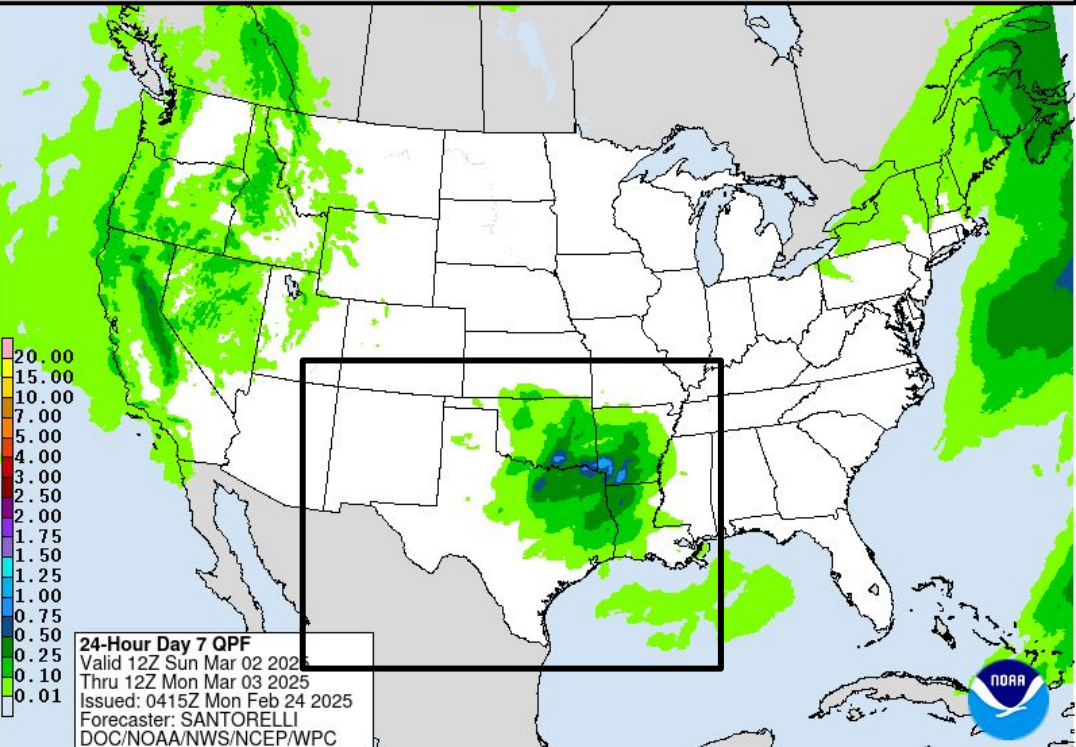 20.00
15.00
10.00
7.00
5.00
4.00
3.00
2.50
2.00
1.75
1.50
1.25
1.00
0.75
0.50
0.25
0.10
0.01
24-Hour Day 7 QPF
Valid 12Z Sun Mar 02 2025
Thru 12Z Mon Mar 03 2025
Issued: 0415Z Mon Feb 24 2025
Forecaster: SANTORELLI
DOC/NOAA/NWS/NCEP/WPC
NOAA